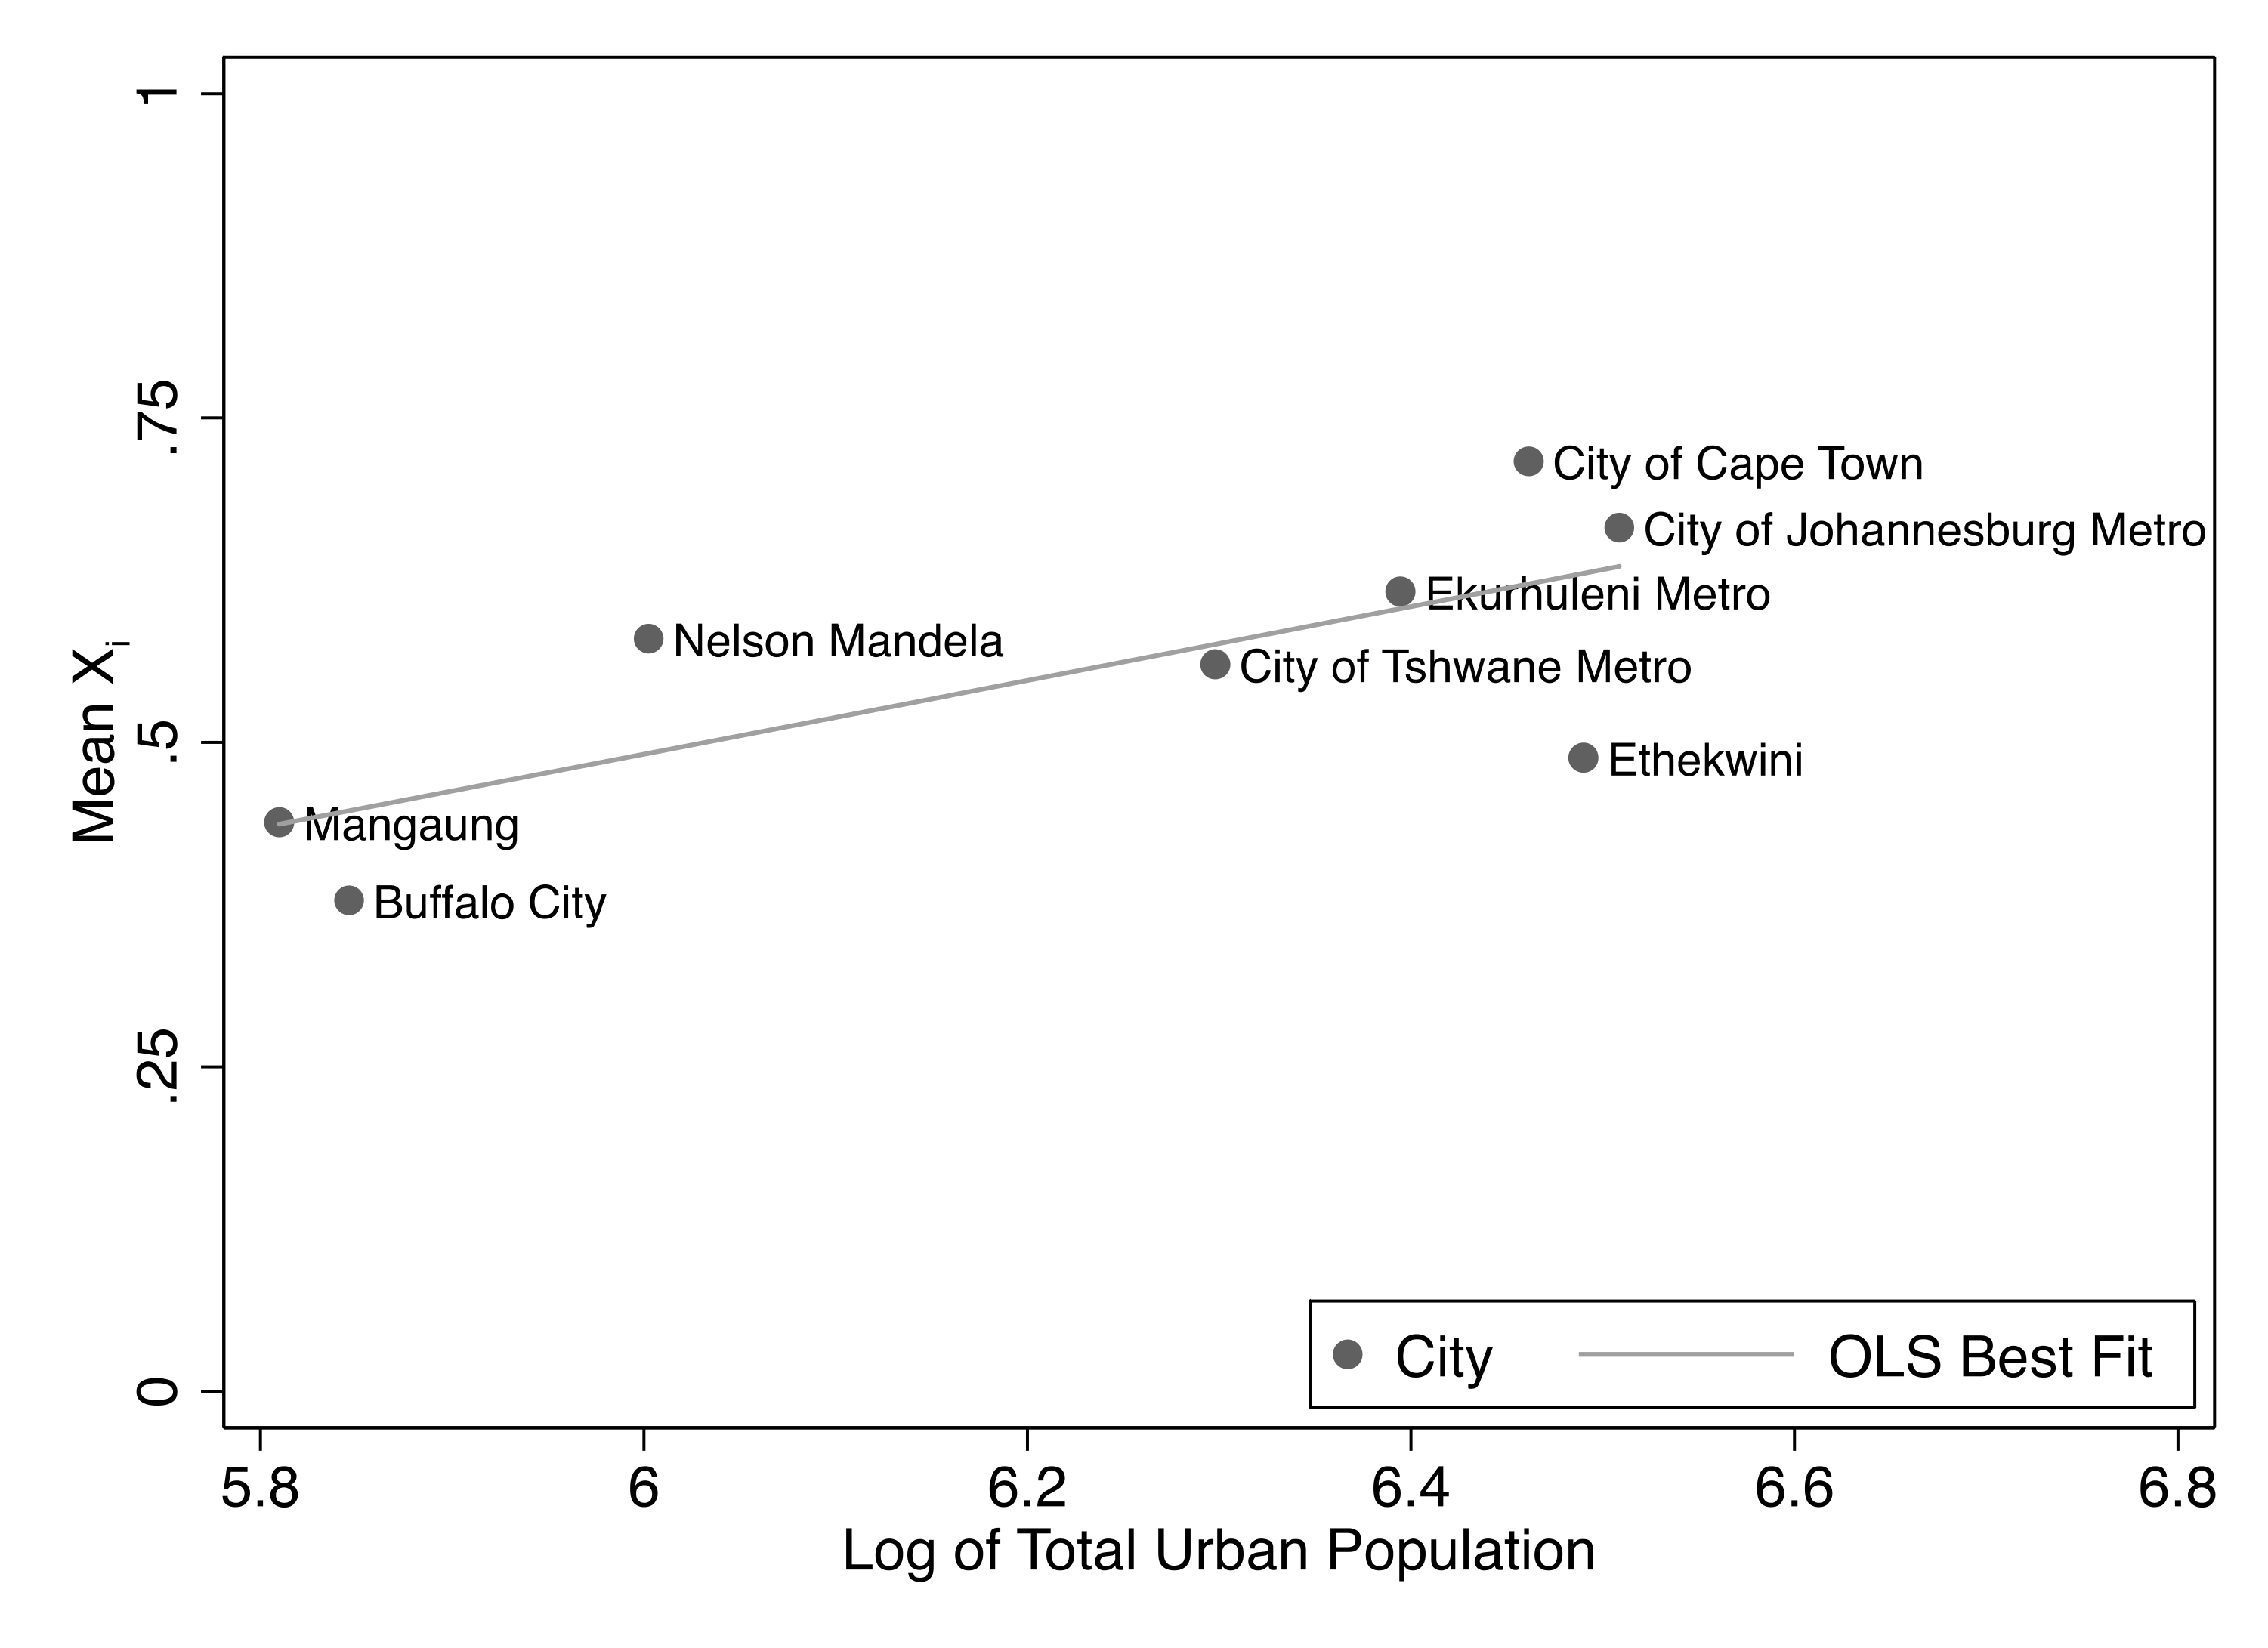 1
.75
.5
.25
0
Mean Xi
City of Cape Town
City of Johannesburg Metro
Ekurhuleni Metro
Nelson Mandela
City of Tshwane Metro
Ethekwini
Mangaung
Buffalo City
City
OLS Best Fit
5.8 6 6.2 6.4 6.6 6.8
Log of Total Urban Population